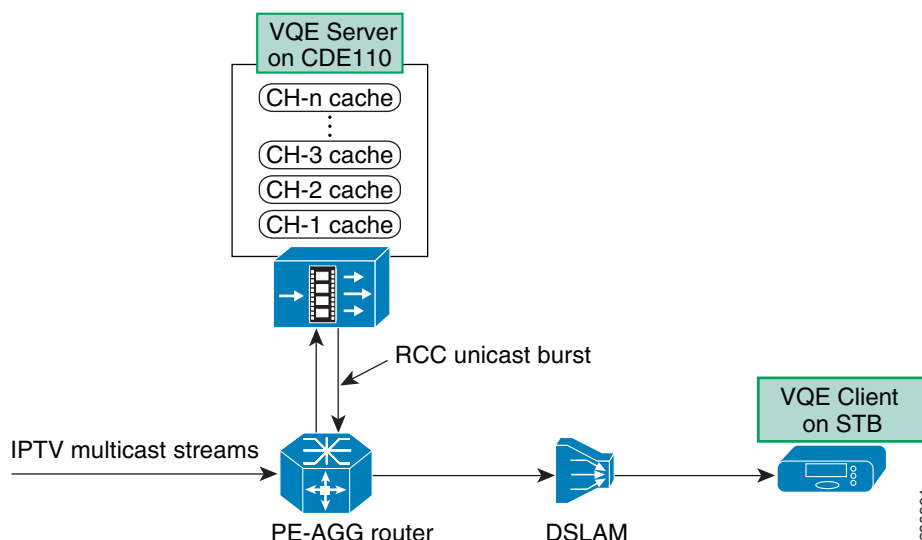 VQE Server
on CDE110
CH-n cache
CH-3 cache
CH-2 cache
CH-1 cache
RCC unicast burst
VQE Client
on STB
IPTV multicast streams
PE-AGG router
DSLAM